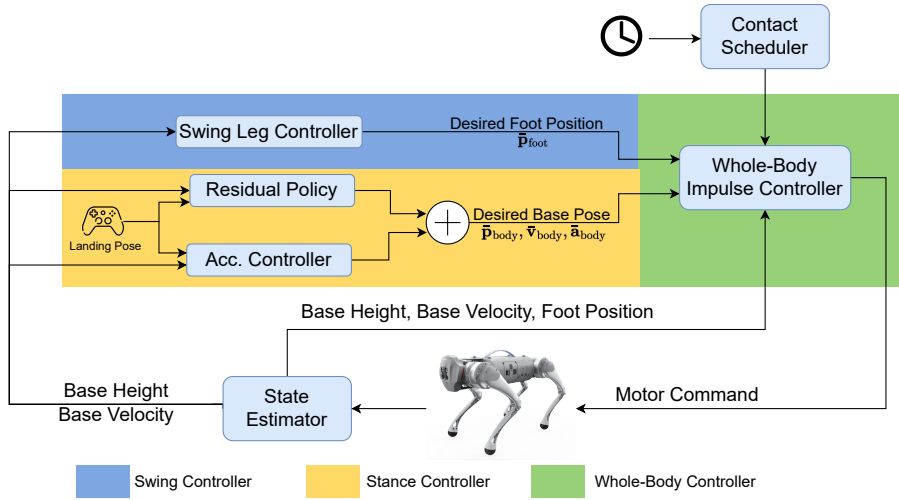 Contact
Scheduler
Swing Leg Controller
Desired Foot Position
p̄foot
Whole-Body
Impulse Controller
Residual Policy
Landing Pose
Desired Base Pose
p̄body, v̄body, ābody
Acc. Controller
Base Height, Base Velocity, Foot Position
Base Height
Base Velocity
State
Estimator
Motor Command
Swing Controller
Stance Controller
Whole-Body Controller